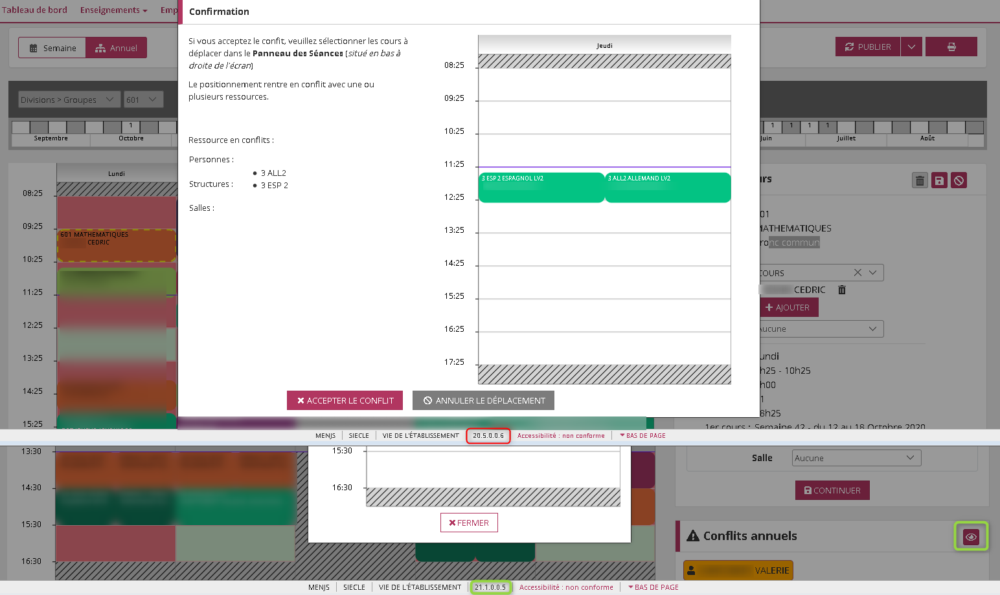 Tableau de bord Enseignements Emp
Confirmation
Semaine Annuel
PUBLIER
Si vous acceptez le confit, veuillez sélectionner les cours à
déplacer dans le Panneau des Séances (situé en bas à
droite de l'écran)
Le positionnement rentre en conflit avec une ou
plusieurs ressources.
Ressource en conflits :
Personnes :
Structures :
3 ALL2
3 ESP 2
Salles :
Jeudi
08:25
09:25
10:25
11:25
3 ESP 2 ESPAGNOL LV2 3 ALL2 ALLEMAND LV2
12:25
13:25
14:25
15:25
16:25
17:25
ACCEPTER LE CONFLIT ANNULER LE DÉPLACEMENT
Divisions > Groupes 601
1
Septembre Octobre
1 1 1 1
Juin Juillet Août
Lundi
08:25
09:25
601 MATHEMATIQUES
CEDRIC
10:25
11:25
12:25
13:25
14:25
15:25
urs
01
MATHEMATIQUES
ronc commun
COURS
CEDRIC
AJOUTER
Aucune
undi
h25 - 10h25
h00
1
8h25
1er cours : Semaine 42 - du 12 au 18 Octobre 2020
MENJS SIECLE VIE DE L'ÉTABLISSEMENT 20.5.0.0.6 Accessibilité : non conforme BAS DE PAGE
13:30
14:30
15:30
16:30
15:30
16:30
FERMER
Salle Aucune
CONTINUER
Conflits annuels
VALERIE
MENJS SIECLE VIE DE L'ÉTABLISSEMENT 21.1.0.0.5 Accessibilité : non conforme BAS DE PAGE